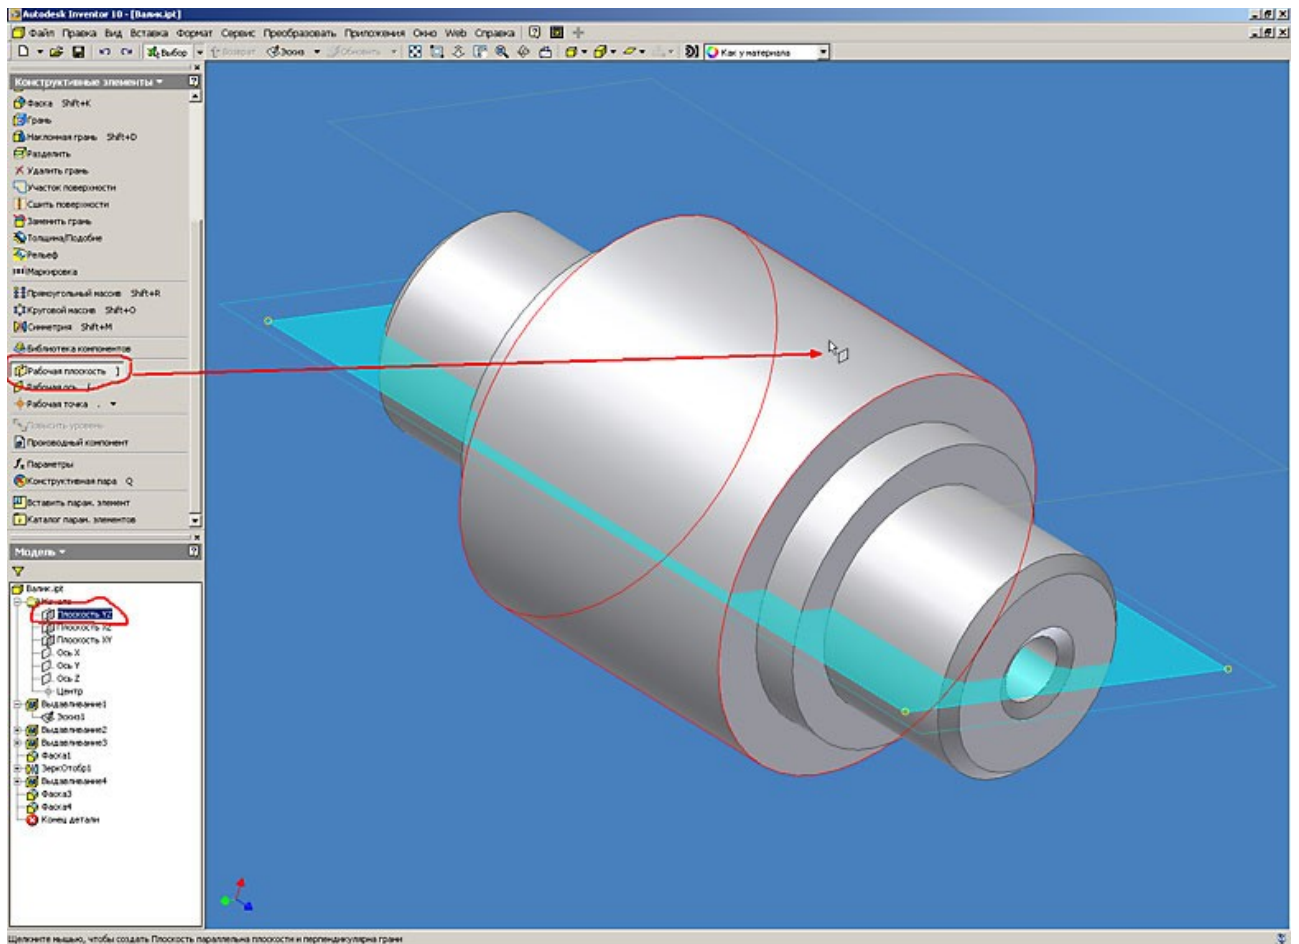 Autodesk Inventor 10 - [Валик.ipt]
Файл Правка Вид Вставка Формат Сервис Преобразовать Приложения Окно Web Справка
Выбор Возврат Эскиз Обновить Как у материала
Конструктивные элементы
Фаска Shift+K
Грань
Наклонная грань Shift+D
Разделить
Удалить грань
Участок поверхности
Сшить поверхности
Заменить грань
Толщина/Подобие
Рельеф
Маркировка
Прямоугольный массив Shift+R
Круговой массив Shift+O
Симметрия Shift+M
Библиотека компонентов
Рабочая плоскость ]
Рабочая ось /
Рабочая точка .
Повысить уровень
Производный компонент
Параметры
Конструктивная пара Q
Вставить парам. элемент
Каталог парам. элементов
Модель
Валик.ipt
Начало
Плоскость YZ
Плоскость XZ
Плоскость XY
Ось X
Ось Y
Ось Z
Центр
Выдавливание1
Эскиз1
Выдавливание2
Выдавливание3
Фаска1
ЗеркОтобр1
Выдавливание4
Фаска3
Фаска4
Конец детали
Щелкните мышью, чтобы создать Плоскость параллельна плоскости и перпендикулярна грани